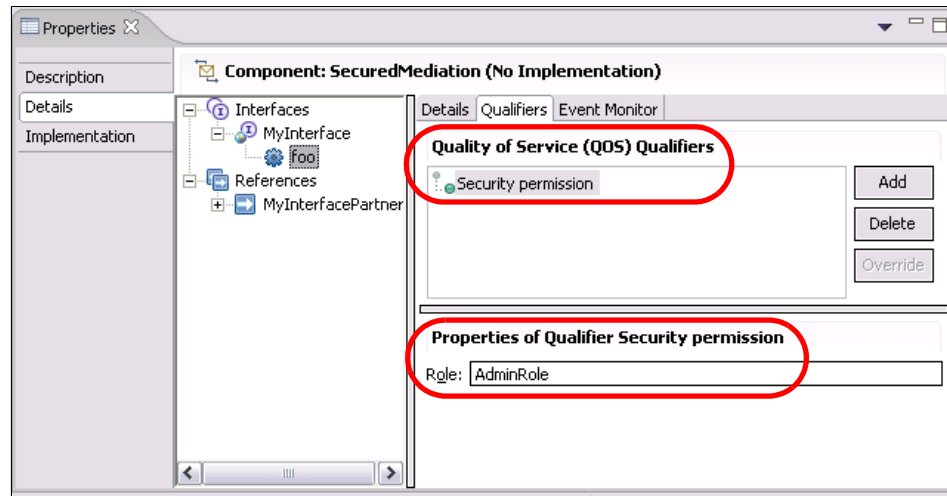 Properties
Component: SecuredMediation (No Implementation)
Description
Details
Implementation
Interfaces
MyInterface
foo
References
MyInterfacePartner
Details Qualifiers Event Monitor
Quality of Service (QOS) Qualifiers
Security permission
Add
Delete
Override
Properties of Qualifier Security permission
Role: AdminRole